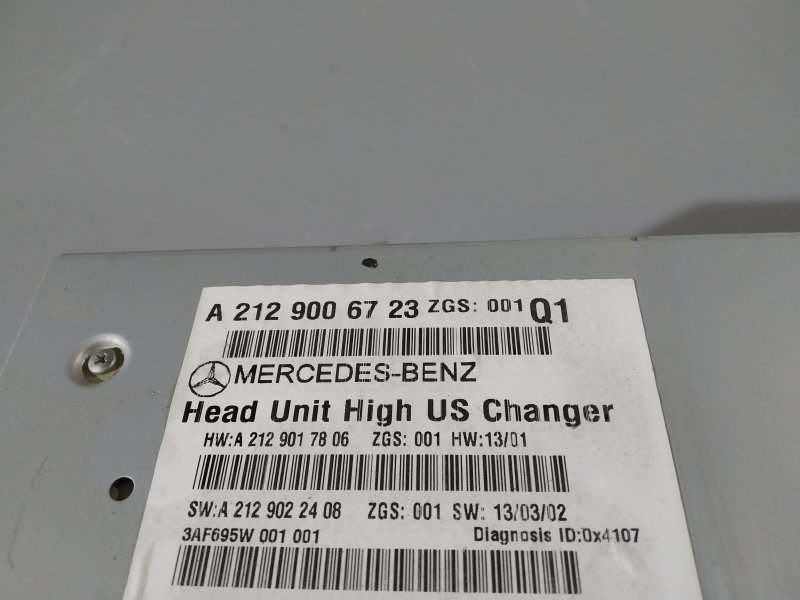 A 212 900 67 23 ZGS: 001 Q1
MERCEDES-BENZ
Head Unit High US Changer
HW:A 212 901 78 06 ZGS: 001 HW:13/01
SW:A 212 902 24 08 ZGS: 001 SW: 13/03/02
3AF695W 001 001 Diagnosis ID:0x4107